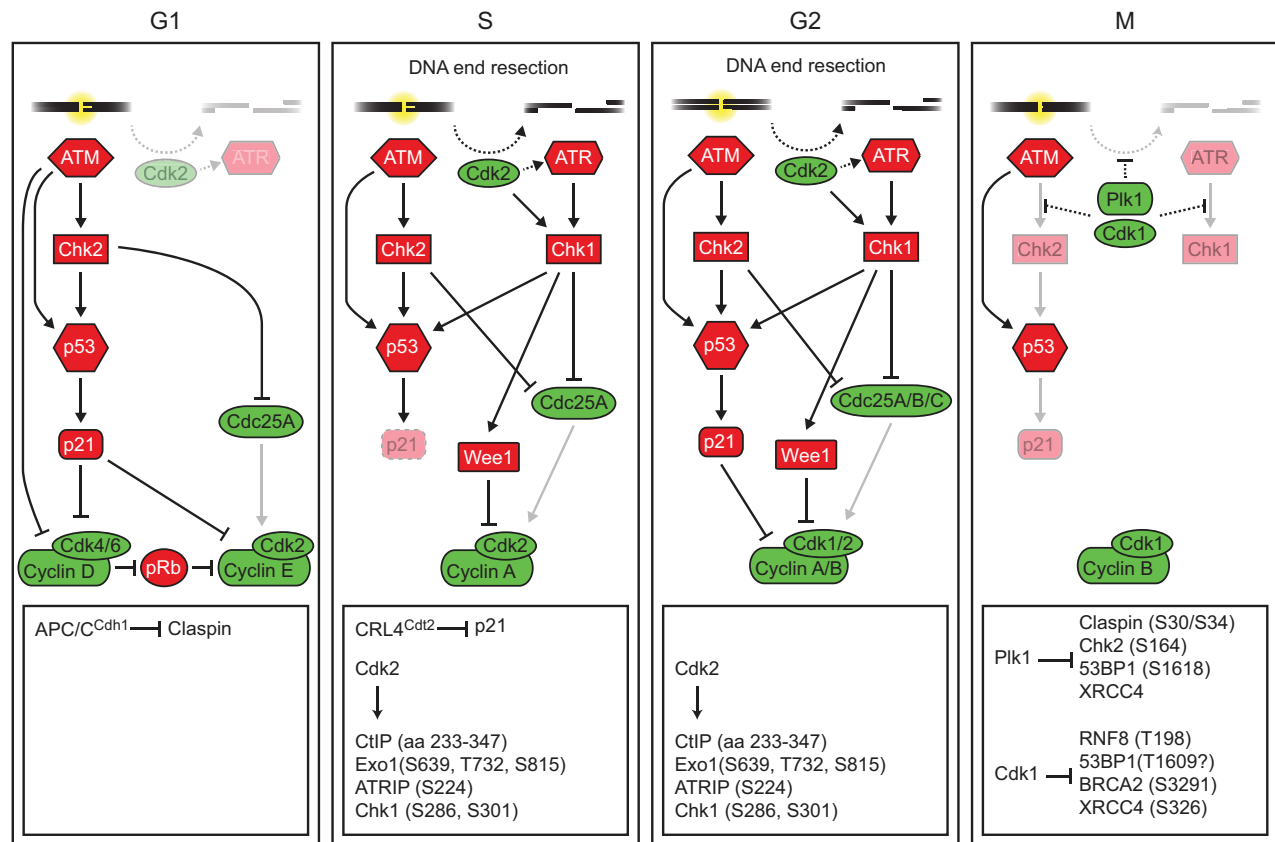 G1
ATM
Cdk2
ATR
Chk2
p53
Cdc25A
p21
Cdk4/6
Cyclin D
pRb
Cdk2
Cyclin E
APC/C^Cdh1 Claspin
S
DNA end resection
ATM
Cdk2
ATR
Chk2
Chk1
p53
Cdc25A
p21
Wee1
Cdk2
Cyclin A
CRL4^Cdt2 p21
Cdk2
CtIP (aa 233-347)
Exo1(S639, T732, S815)
ATRIP (S224)
Chk1 (S286, S301)
G2
DNA end resection
ATM
Cdk2
ATR
Chk2
Chk1
p53
Cdc25A/B/C
p21
Wee1
Cdk1/2
Cyclin A/B
Cdk2
CtIP (aa 233-347)
Exo1(S639, T732, S815)
ATRIP (S224)
Chk1 (S286, S301)
M
ATM
ATR
Plk1
Cdk1
Chk2
Chk1
p53
p21
Cdk1
Cyclin B
Plk1
Claspin (S30/S34)
Chk2 (S164)
53BP1 (S1618)
XRCC4
Cdk1
RNF8 (T198)
53BP1(T1609?)
BRCA2 (S3291)
XRCC4 (S326)